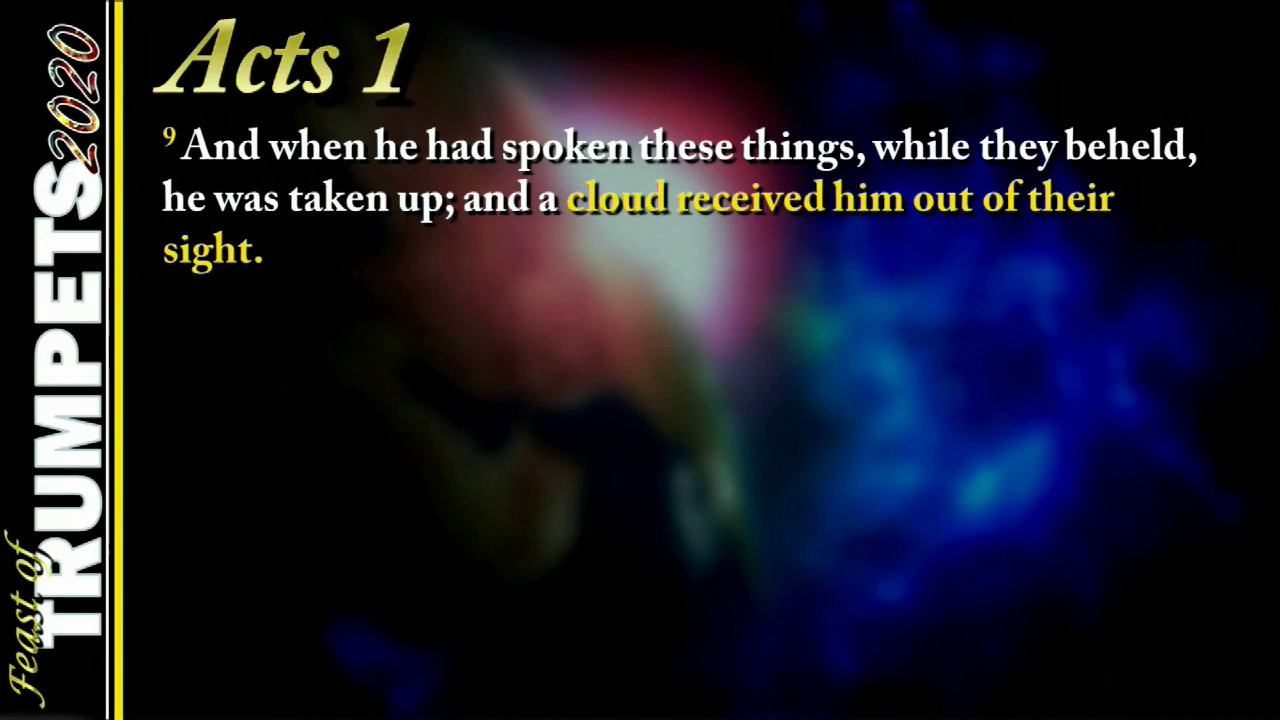 Acts 1
9 And when he had spoken these things, while they beheld,
he was taken up; and a cloud received him out of their
sight.
Feast of
TRUMPETS 2020